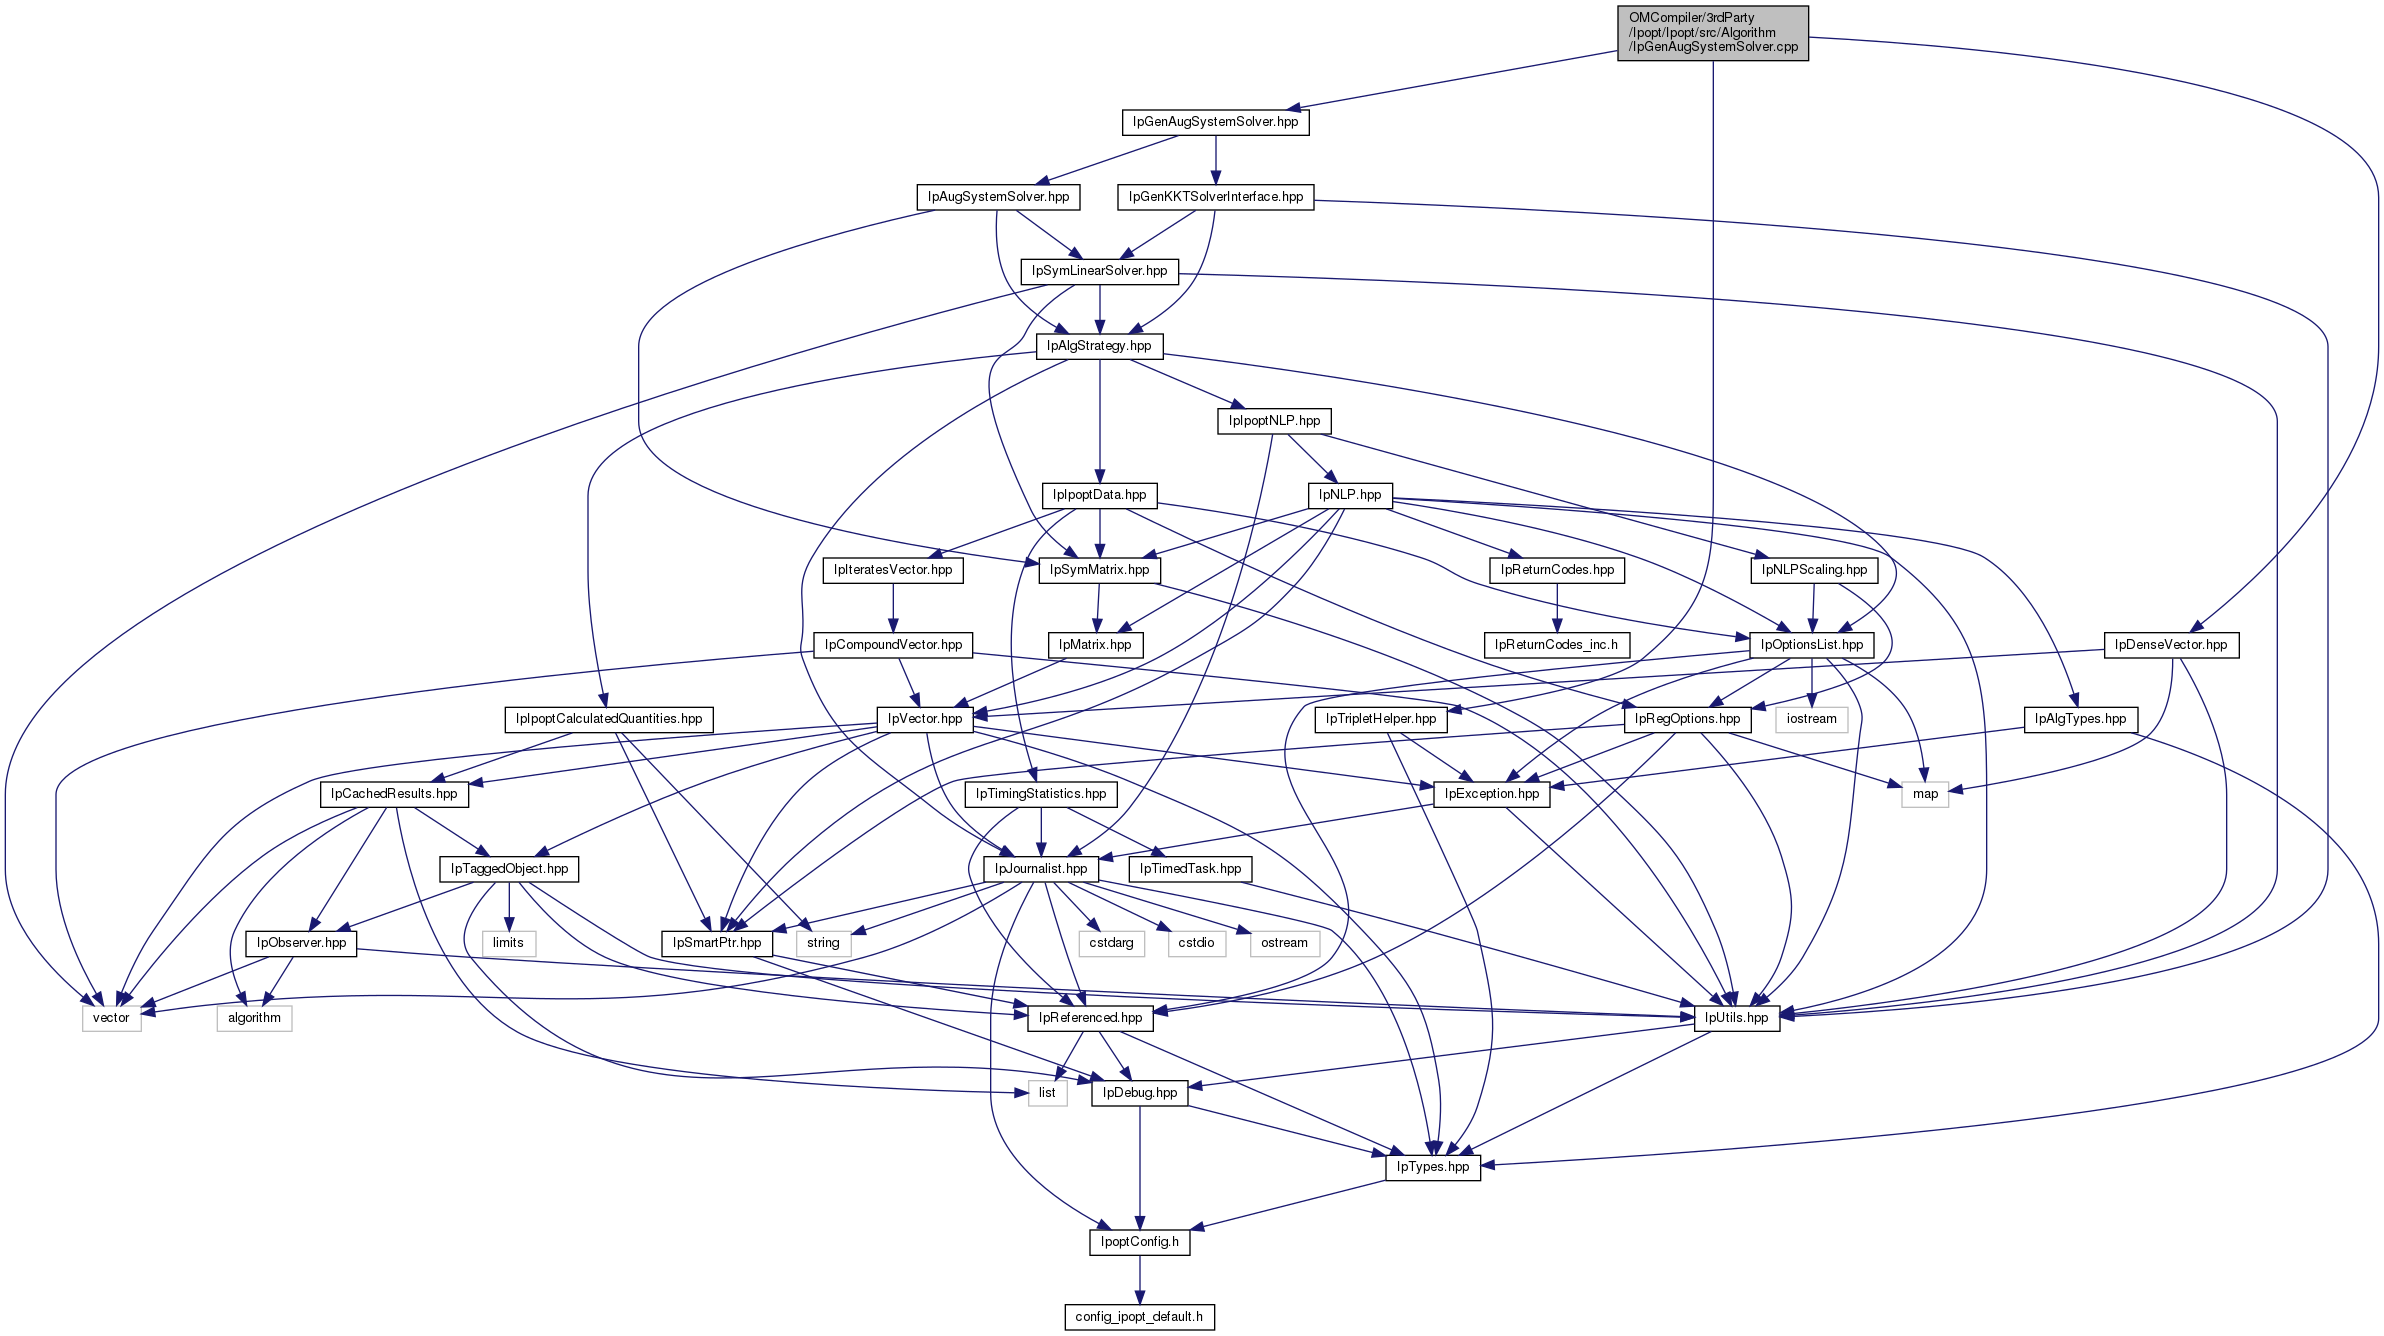 OMCompiler/3rdParty
/Ipopt/Ipopt/src/Algorithm
/IpGenAugSystemSolver.cpp
IpGenAugSystemSolver.hpp
IpAugSystemSolver.hpp
IpGenKKTSolverInterface.hpp
IpSymLinearSolver.hpp
IpAlgStrategy.hpp
IpIpoptNLP.hpp
IpIpoptData.hpp
IpNLP.hpp
IpIteratesVector.hpp
IpSymMatrix.hpp
IpReturnCodes.hpp
IpNLPScaling.hpp
IpCompoundVector.hpp
IpMatrix.hpp
IpReturnCodes_inc.h
IpOptionsList.hpp
IpDenseVector.hpp
IpIpoptCalculatedQuantities.hpp
IpVector.hpp
IpTripletHelper.hpp
IpRegOptions.hpp
iostream
IpAlgTypes.hpp
IpCachedResults.hpp
IpTimingStatistics.hpp
IpException.hpp
map
IpTaggedObject.hpp
IpJournalist.hpp
IpTimedTask.hpp
IpObserver.hpp
limits
IpSmartPtr.hpp
string
cstdarg
cstdio
ostream
vector
algorithm
IpReferenced.hpp
IpUtils.hpp
list
IpDebug.hpp
IpTypes.hpp
IpoptConfig.h
config_ipopt_default.h